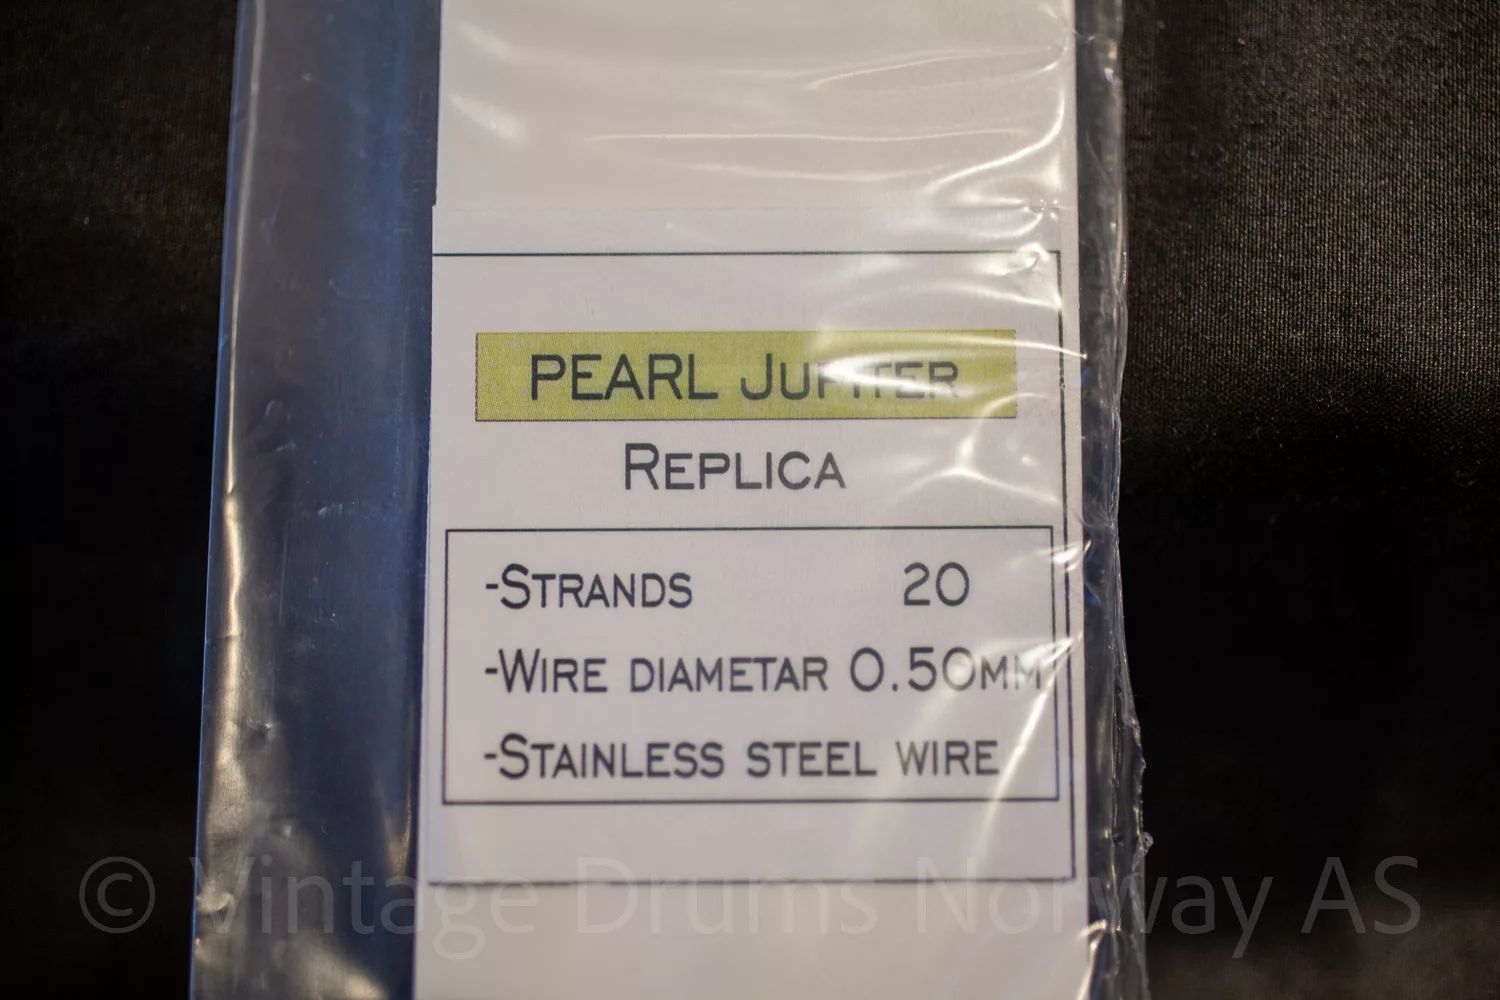 PEARL JUPITER
REPLICA
-STRANDS 20
-WIRE DIAMETAR 0.50MM
-STAINLESS STEEL WIRE
© Vintage Drums Norway AS